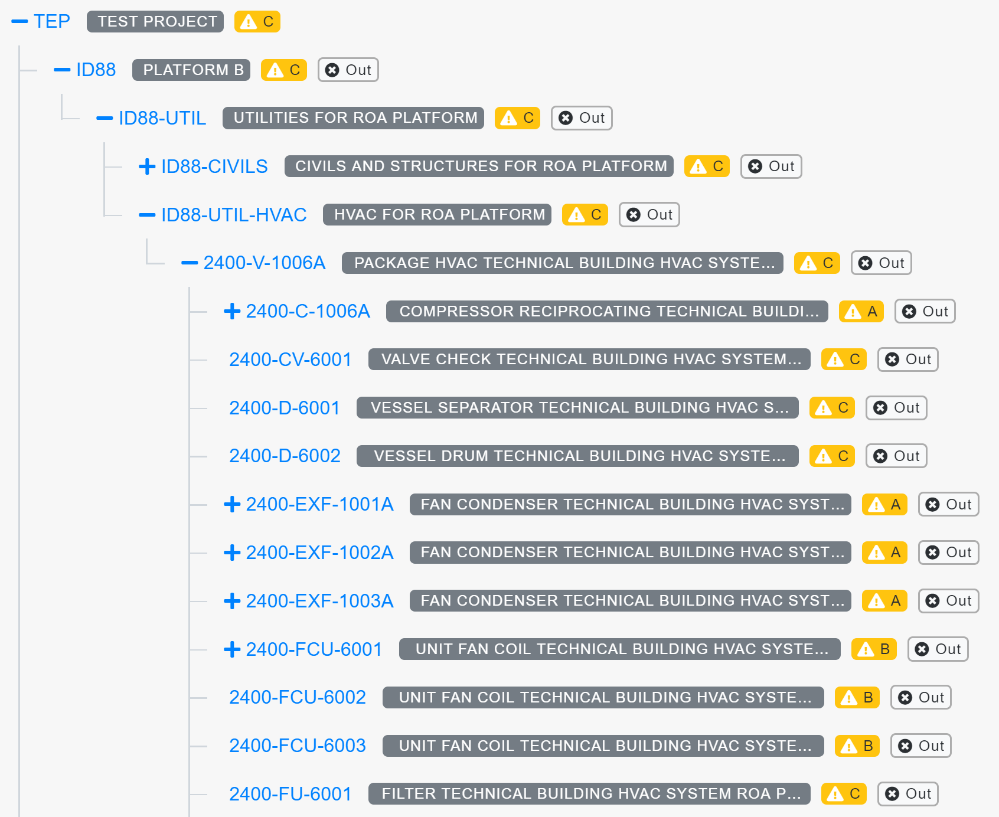 TEP TEST PROJECT C
ID88 PLATFORM B C Out
ID88-UTIL UTILITIES FOR ROA PLATFORM C Out
ID88-CIVILS CIVILS AND STRUCTURES FOR ROA PLATFORM C Out
ID88-UTIL-HVAC HVAC FOR ROA PLATFORM C Out
2400-V-1006A PACKAGE HVAC TECHNICAL BUILDING HVAC SYSTE... C Out
2400-C-1006A COMPRESSOR RECIPROCATING TECHNICAL BUILDI... A Out
2400-CV-6001 VALVE CHECK TECHNICAL BUILDING HVAC SYSTEM... C Out
2400-D-6001 VESSEL SEPARATOR TECHNICAL BUILDING HVAC S... C Out
2400-D-6002 VESSEL DRUM TECHNICAL BUILDING HVAC SYSTE... C Out
2400-EXF-1001A FAN CONDENSER TECHNICAL BUILDING HVAC SYST... A Out
2400-EXF-1002A FAN CONDENSER TECHNICAL BUILDING HVAC SYST... A Out
2400-EXF-1003A FAN CONDENSER TECHNICAL BUILDING HVAC SYST... A Out
2400-FCU-6001 UNIT FAN COIL TECHNICAL BUILDING HVAC SYSTE... B Out
2400-FCU-6002 UNIT FAN COIL TECHNICAL BUILDING HVAC SYSTE... B Out
2400-FCU-6003 UNIT FAN COIL TECHNICAL BUILDING HVAC SYSTE... B Out
2400-FU-6001 FILTER TECHNICAL BUILDING HVAC SYSTEM ROA P... C Out